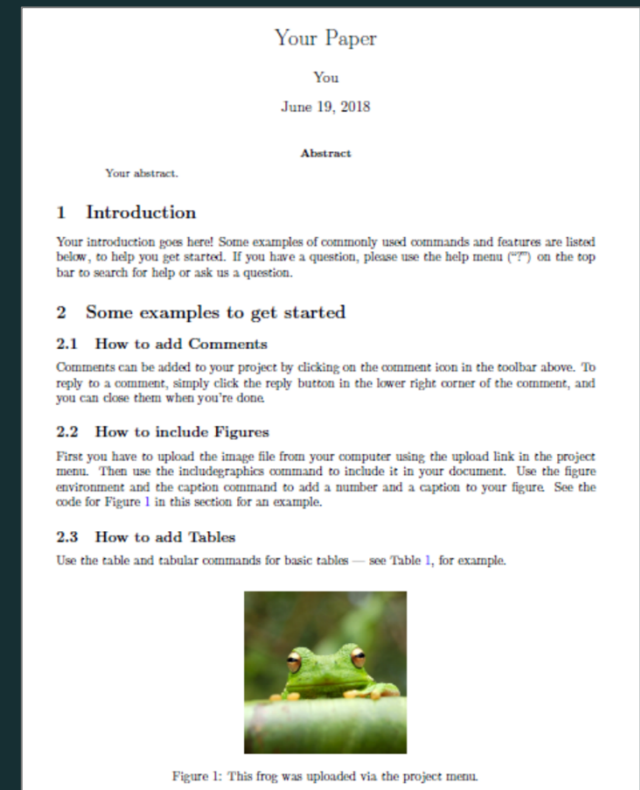 Your Paper
You
June 19, 2018
Abstract
Your abstract.
1 Introduction
Your introduction goes here! Some examples of commonly used commands and features are listed
below, to help you get started. If you have a question, please use the help menu (“?”) on the top
bar to search for help or ask us a question.
2 Some examples to get started
2.1 How to add Comments
Comments can be added to your project by clicking on the comment icon in the toolbar above. To
reply to a comment, simply click the reply button in the lower right corner of the comment, and
you can close them when you're done.
2.2 How to include Figures
First you have to upload the image file from your computer using the upload link in the project
menu. Then use the includegraphics command to include it in your document. Use the figure
environment and the caption command to add a number and a caption to your figure. See the
code for Figure 1 in this section for an example.
2.3 How to add Tables
Use the table and tabular commands for basic tables — see Table 1, for example.
Figure 1: This frog was uploaded via the project menu.